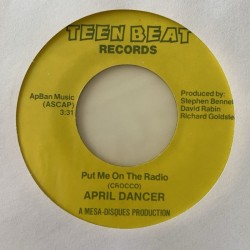 TEEN BEAT
RECORDS
ApBan Music
(ASCAP)
3:31
Produced by:
Stephen Bennet
David Rabin
Richard Goldsle
Put Me On The Radio
(CROCCO)
APRIL DANCER
A MESA-DISQUES PRODUCTION